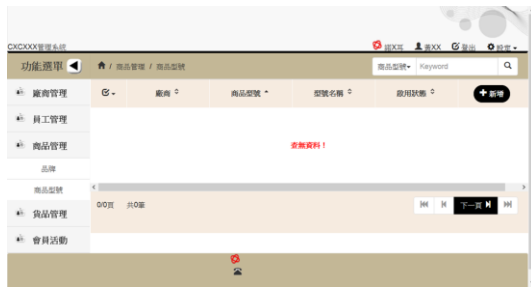 CXCXXX管理系統
黃XX 登出 設定
功能選單
/ 商品管理 / 商品型號
商品型號 Keyword
廠商管理
廠商 商品型號 型號名稱 啟用狀態 新增
員工管理
商品管理
查無資料！
品牌
商品型號
0/0頁 共0筆
下一頁
貨品管理
會員活動